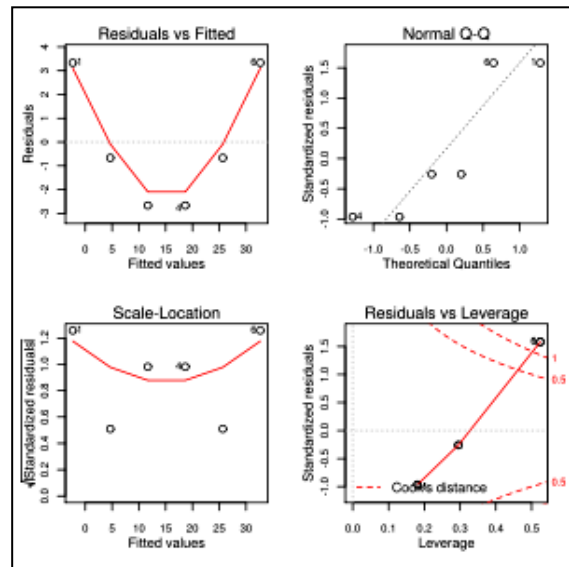 Residuals vs Fitted
Residuals
4
3
2
1
0
-1
-2
-3
1
6
4
0 5 10 15 20 25 30
Fitted values
Normal Q-Q
Standardized residuals
1.5
1.0
0.5
0.0
-0.5
-1.0
6
1
4
-1.0 -0.5 0.0 0.5 1.0
Theoretical Quantiles
Scale-Location
√|Standardized residuals|
1.2
1.0
0.8
0.6
0.4
0.2
0.0
1
6
4
0 5 10 15 20 25 30
Fitted values
Residuals vs Leverage
Standardized residuals
1.5
1.0
0.5
0.0
-0.5
-1.0
1
0.5
0.5
Cook's distance
0.0 0.1 0.2 0.3 0.4 0.5
Leverage